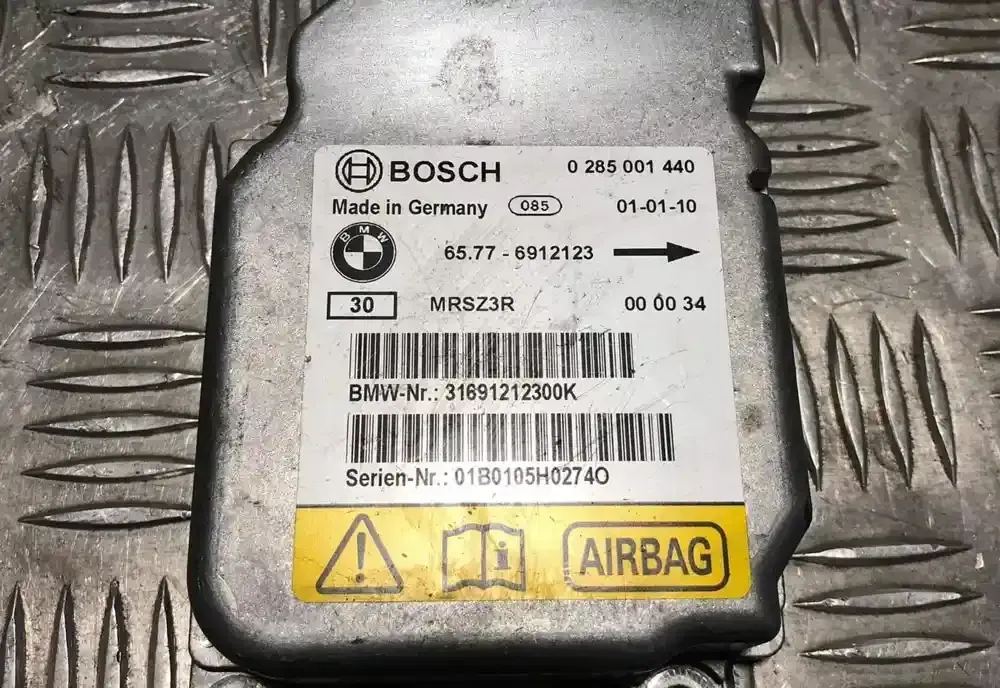 BOSCH 0 285 001 440
Made in Germany 085 01-01-10
BMW
65.77 - 6912123
30 MRSZ3R 00 00 34
BMW-Nr.: 31691212300K
Serien-Nr.: 01B0105H0274O
AIRBAG